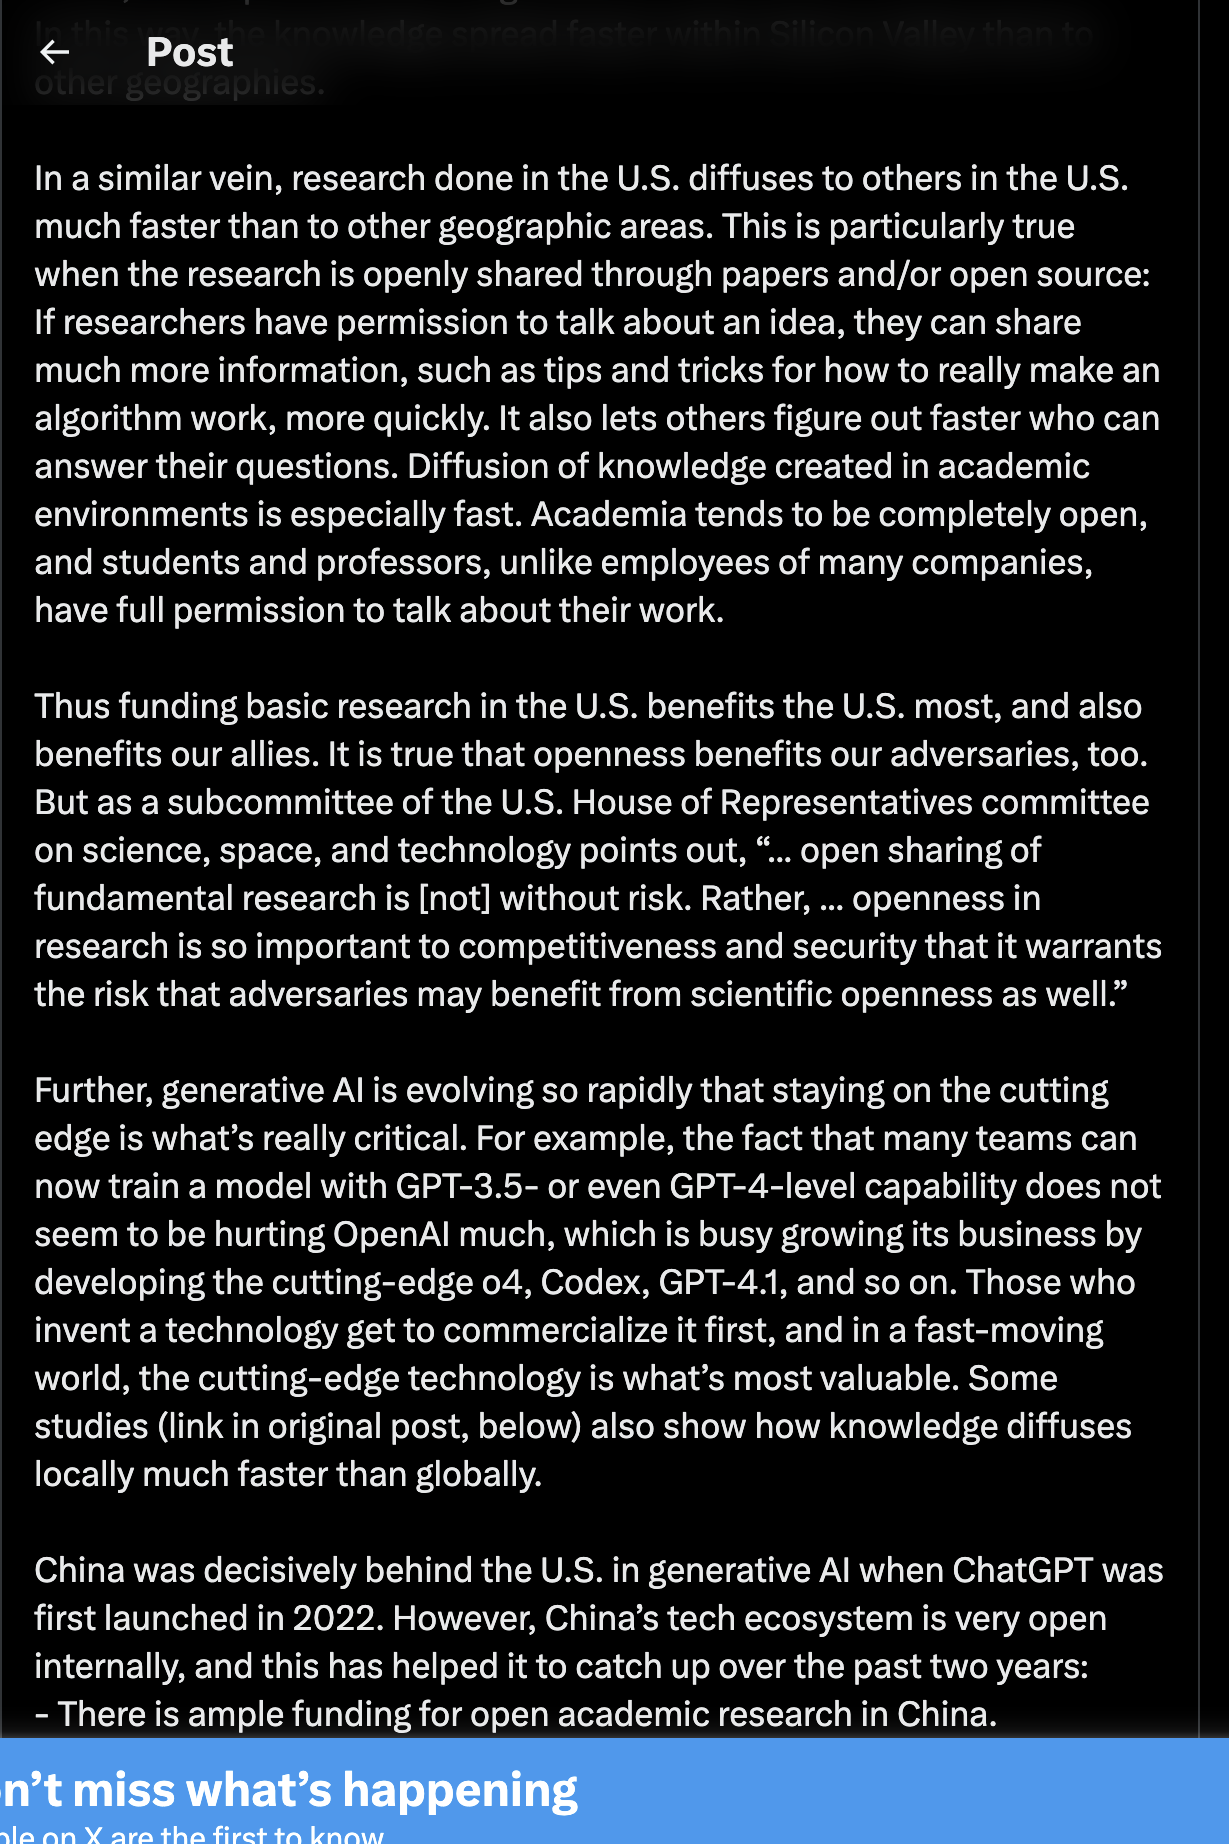 In this way, the knowledge spread faster within Silicon Valley than to
← Post
other geographies.
In a similar vein, research done in the U.S. diffuses to others in the U.S.
much faster than to other geographic areas. This is particularly true
when the research is openly shared through papers and/or open source:
If researchers have permission to talk about an idea, they can share
much more information, such as tips and tricks for how to really make an
algorithm work, more quickly. It also lets others figure out faster who can
answer their questions. Diffusion of knowledge created in academic
environments is especially fast. Academia tends to be completely open,
and students and professors, unlike employees of many companies,
have full permission to talk about their work.
Thus funding basic research in the U.S. benefits the U.S. most, and also
benefits our allies. It is true that openness benefits our adversaries, too.
But as a subcommittee of the U.S. House of Representatives committee
on science, space, and technology points out, “... open sharing of
fundamental research is [not] without risk. Rather, ... openness in
research is so important to competitiveness and security that it warrants
the risk that adversaries may benefit from scientific openness as well.”
Further, generative AI is evolving so rapidly that staying on the cutting
edge is what’s really critical. For example, the fact that many teams can
now train a model with GPT-3.5- or even GPT-4-level capability does not
seem to be hurting OpenAI much, which is busy growing its business by
developing the cutting-edge o4, Codex, GPT-4.1, and so on. Those who
invent a technology get to commercialize it first, and in a fast-moving
world, the cutting-edge technology is what’s most valuable. Some
studies (link in original post, below) also show how knowledge diffuses
locally much faster than globally.
China was decisively behind the U.S. in generative AI when ChatGPT was
first launched in 2022. However, China’s tech ecosystem is very open
internally, and this has helped it to catch up over the past two years:
- There is ample funding for open academic research in China.
n’t miss what’s happening
ple on X are the first to know.